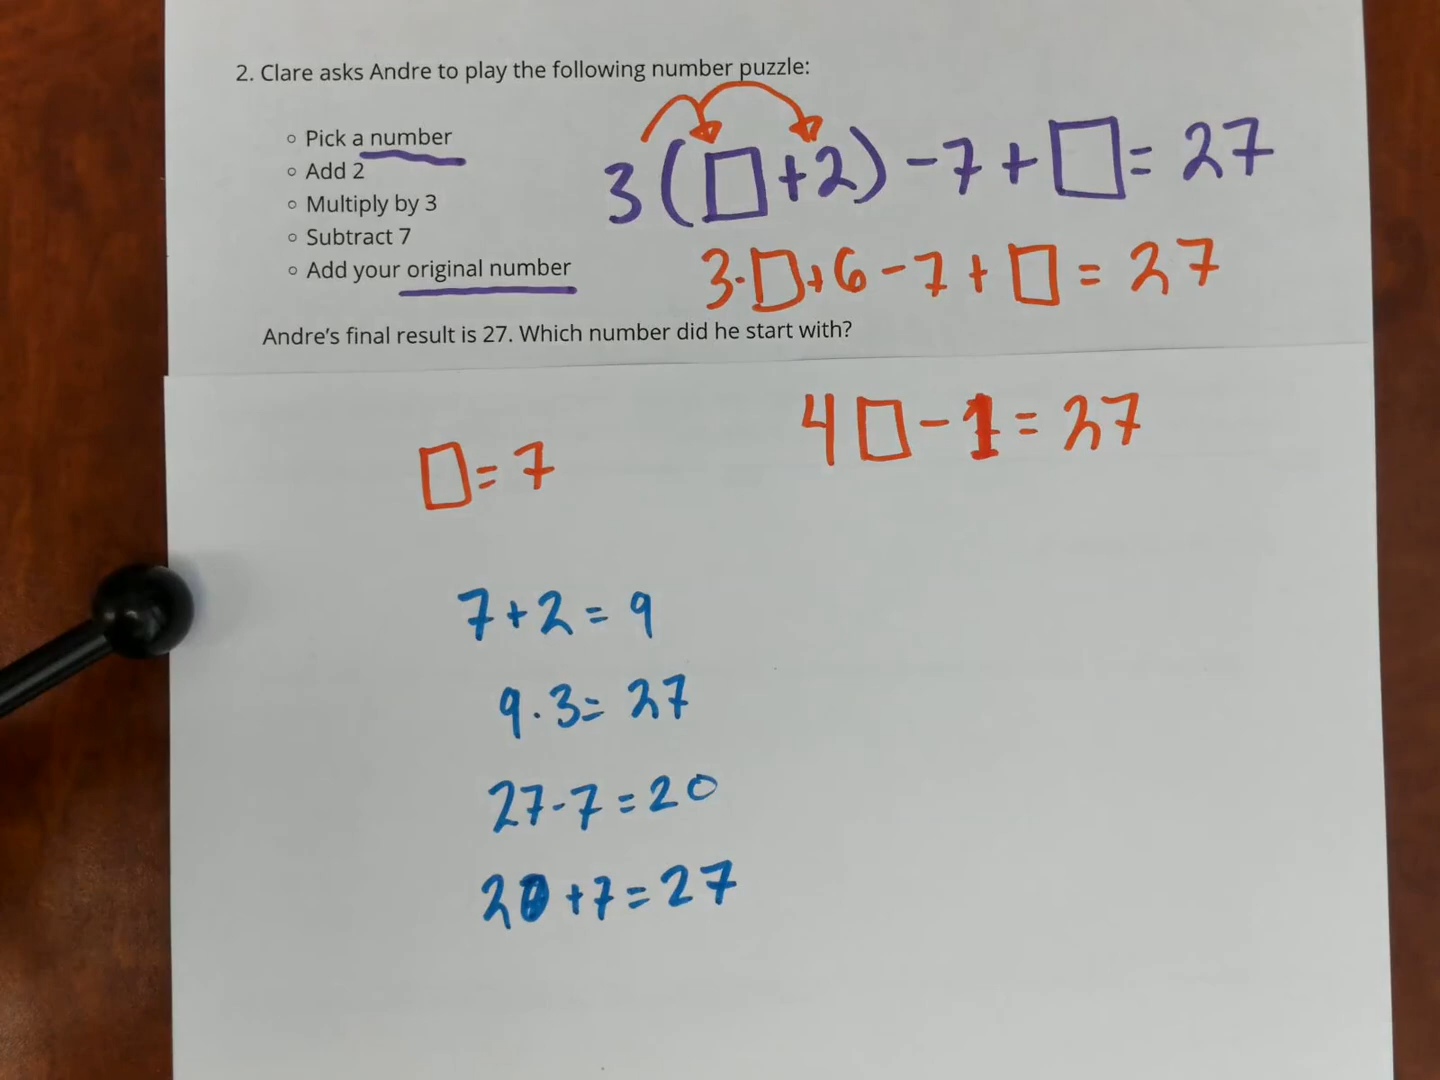 2. Clare asks Andre to play the following number puzzle:
○ Pick a number
○ Add 2
○ Multiply by 3
○ Subtract 7
○ Add your original number
3(□+2)-7+□=27
3·□+6-7+□=27
Andre's final result is 27. Which number did he start with?
4□-1=27
□=7
7+2=9
9·3=27
27-7=20
20+7=27